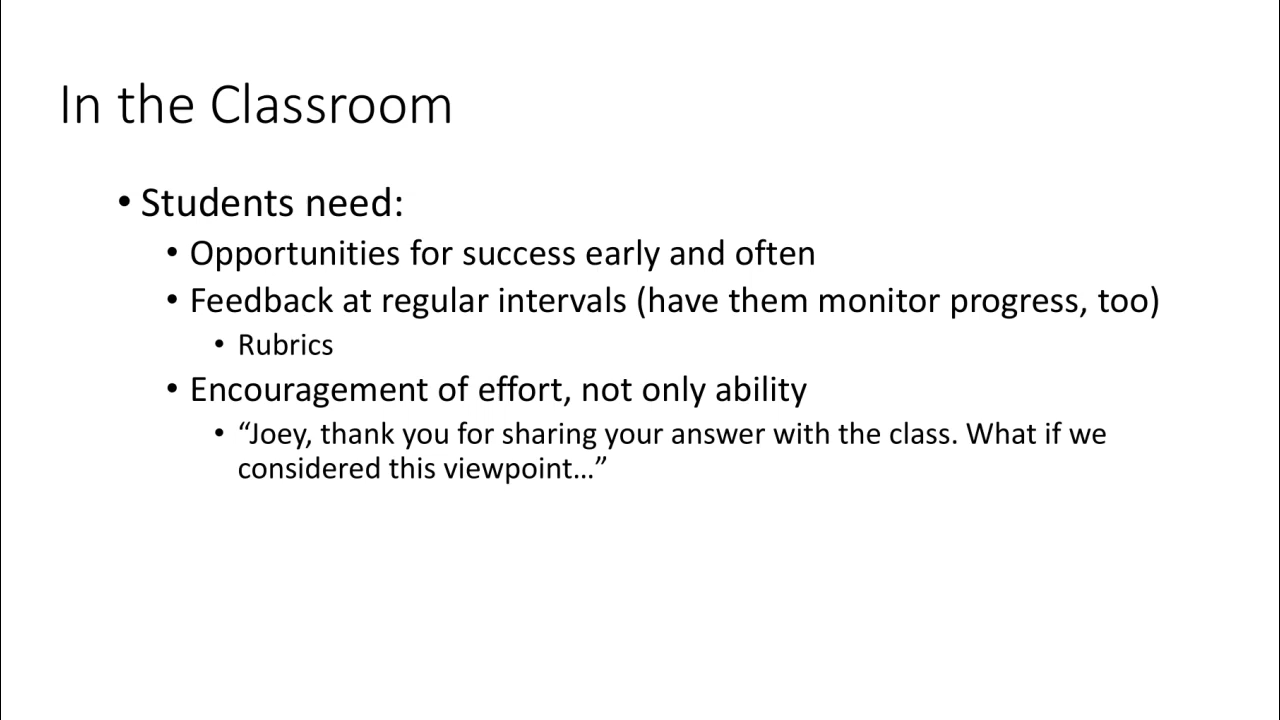 In the Classroom
• Students need:
• Opportunities for success early and often
• Feedback at regular intervals (have them monitor progress, too)
• Rubrics
• Encouragement of effort, not only ability
• “Joey, thank you for sharing your answer with the class. What if we
considered this viewpoint…”